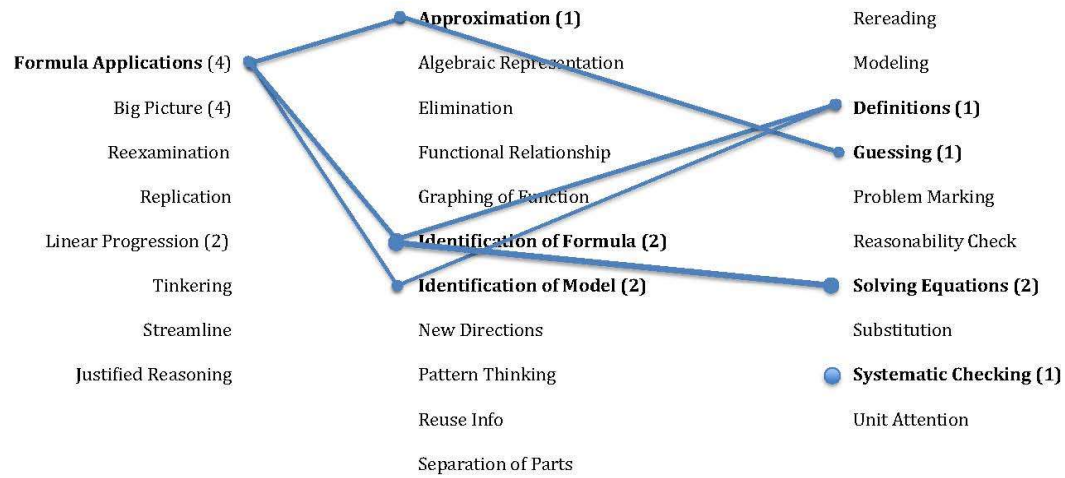 Formula Applications (4)
Big Picture (4)
Reexamination
Replication
Linear Progression (2)
Tinkering
Streamline
Justified Reasoning
Approximation (1)
Algebraic Representation
Elimination
Functional Relationship
Graphing of Function
Identification of Formula (2)
Identification of Model (2)
New Directions
Pattern Thinking
Reuse Info
Separation of Parts
Rereading
Modeling
Definitions (1)
Guessing (1)
Problem Marking
Reasonability Check
Solving Equations (2)
Substitution
Systematic Checking (1)
Unit Attention